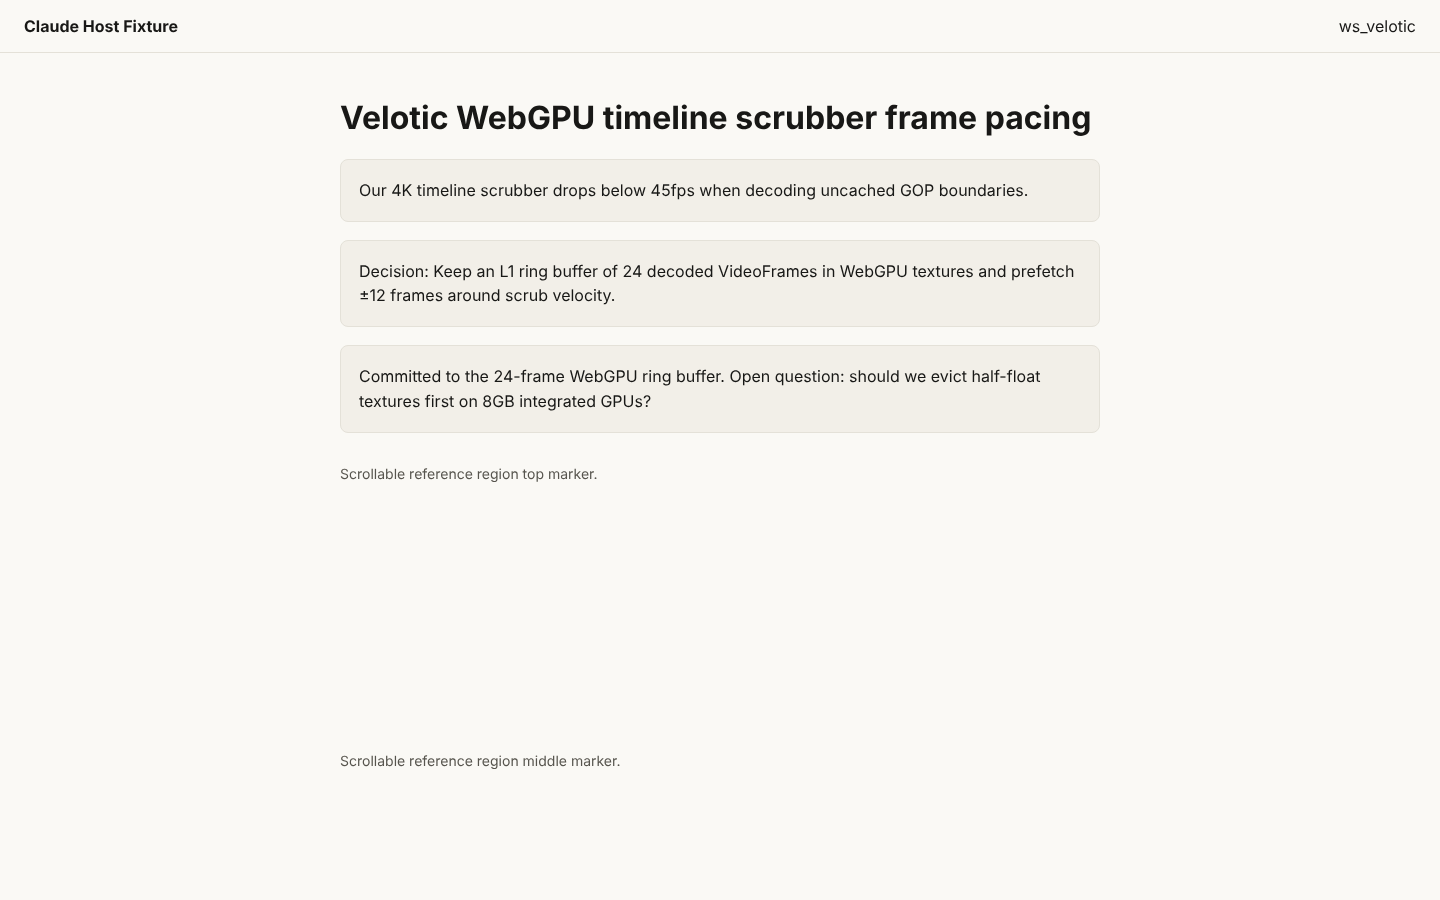 Claude Host Fixture
ws_velotic
Velotic WebGPU timeline scrubber frame pacing
Our 4K timeline scrubber drops below 45fps when decoding uncached GOP boundaries.
Decision: Keep an L1 ring buffer of 24 decoded VideoFrames in WebGPU textures and prefetch
±12 frames around scrub velocity.
Committed to the 24-frame WebGPU ring buffer. Open question: should we evict half-float
textures first on 8GB integrated GPUs?
Scrollable reference region top marker.
Scrollable reference region middle marker.